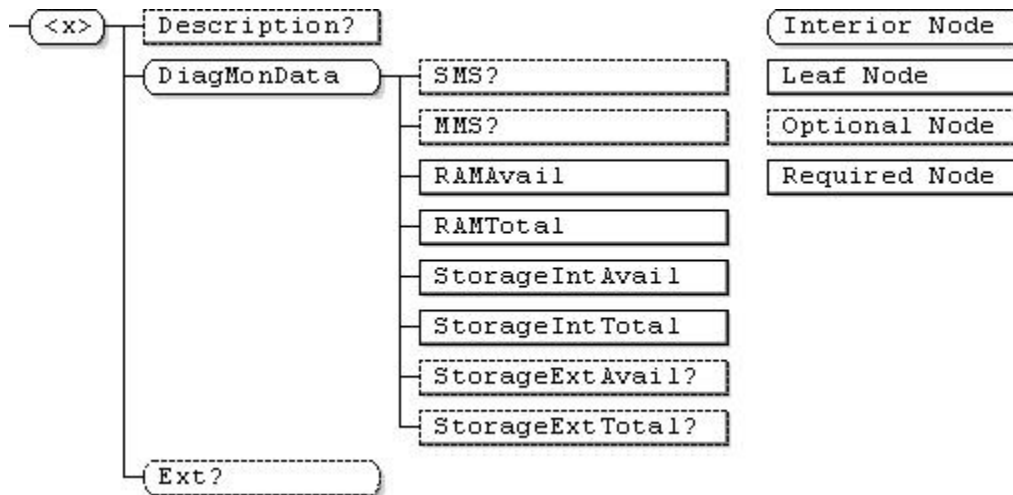 <x>
Description?
DiagMonData
SMS?
MMS?
RAMAvail
RAMTotal
StorageIntAvail
StorageIntTotal
StorageExtAvail?
StorageExtTotal?
Ext?
Interior Node
Leaf Node
Optional Node
Required Node